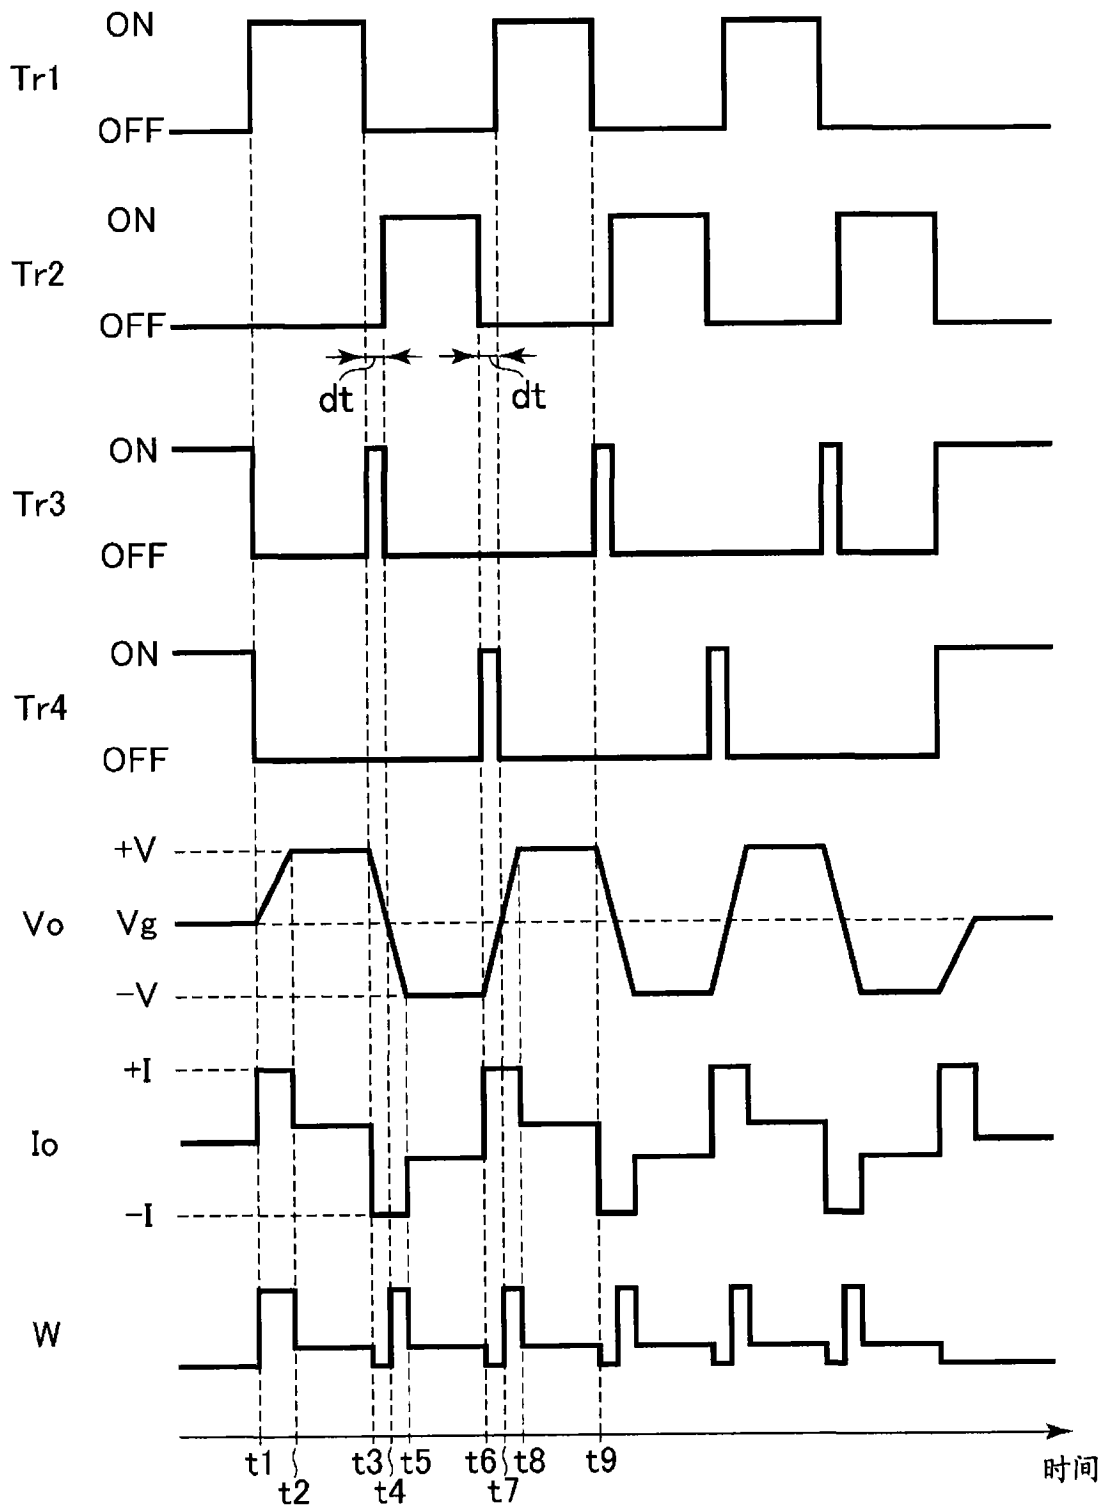 ON
Tr1
OFF
ON
Tr2
OFF
dt
dt
ON
Tr3
OFF
ON
Tr4
OFF
+V
Vo
Vg
−V
+I
Io
−I
W
t1
t2
t3
t4
t5
t6
t7
t8
t9
时间